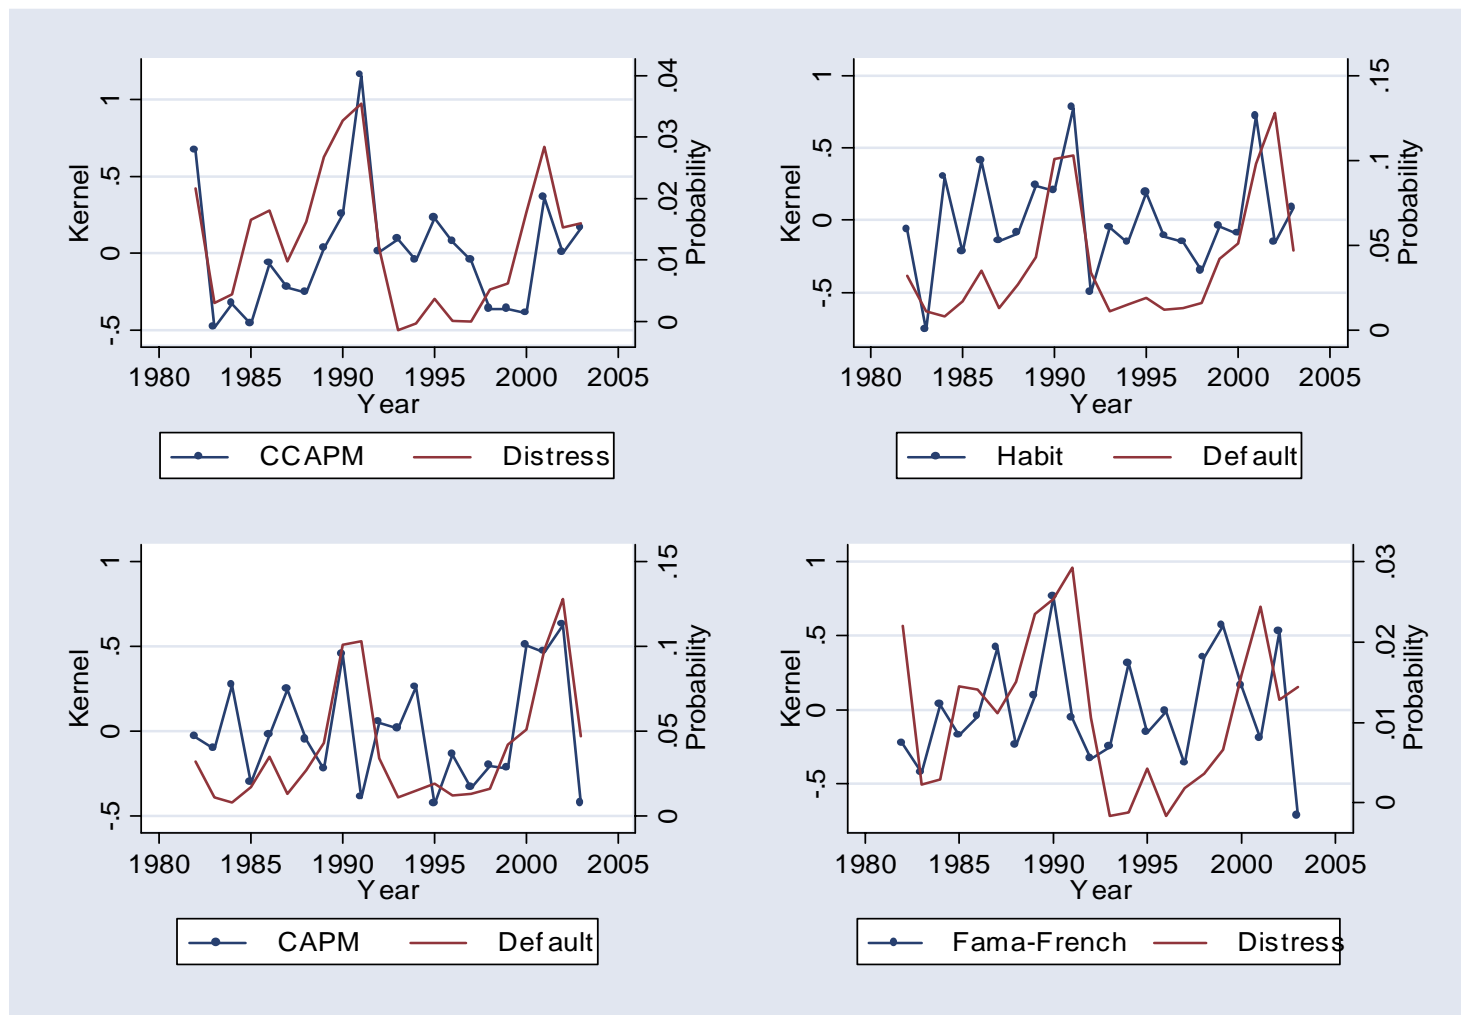 Kernel
1
.5
0
-.5
.04
.03
.02
.01
0
Probability
1980 1985 1990 1995 2000 2005
Year
CCAPM Distress
Kernel
1
.5
0
-.5
.15
.1
.05
0
Probability
1980 1985 1990 1995 2000 2005
Year
Habit Default
Kernel
1
.5
0
-.5
.15
.1
.05
0
Probability
1980 1985 1990 1995 2000 2005
Year
CAPM Default
Kernel
1
.5
0
-.5
.03
.02
.01
0
Probability
1980 1985 1990 1995 2000 2005
Year
Fama-French Distress